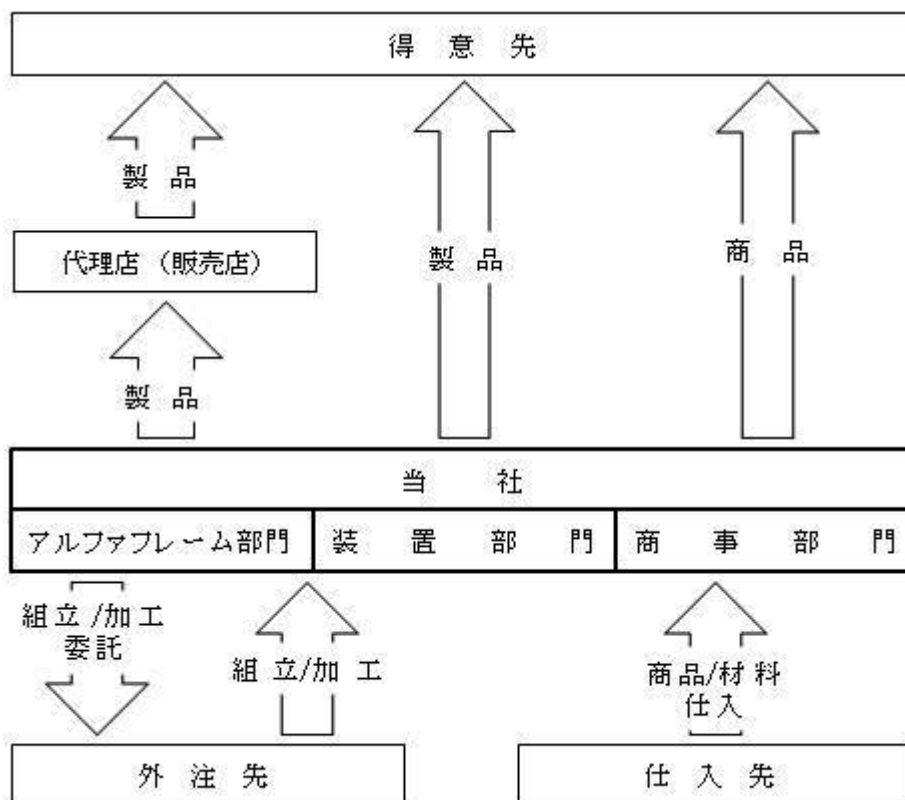 得意先
製品
代理店（販売店）
製品
商品
製品
当社
アルファフレーム部門
装置部門
商事部門
組立/加工
委託
組立/加工
商品/材料
仕入
外注先
仕入先